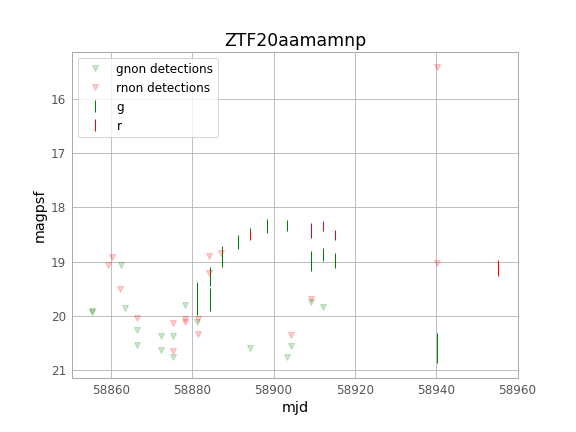 ZTF20aamamnp
gnon detections
rnon detections
g
r
16
17
18
19
20
21
magpsf
58860
58880
58900
58920
58940
58960
mjd